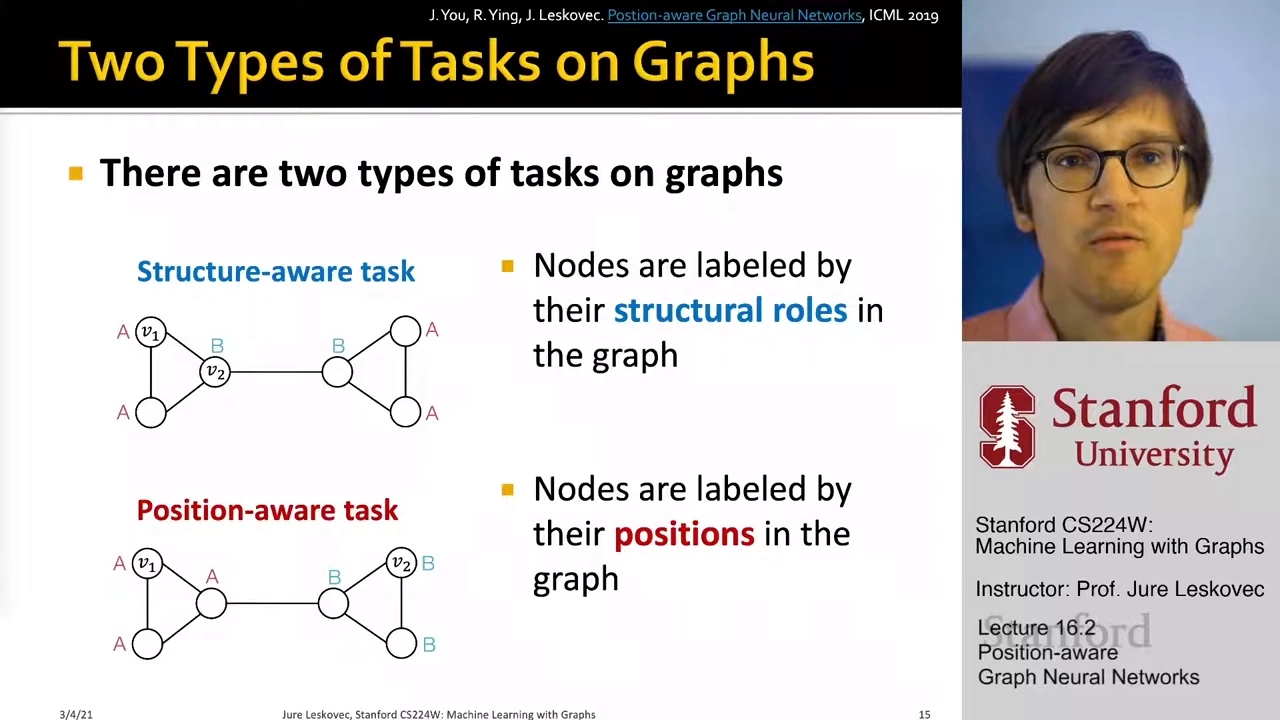 J. You, R. Ying, J. Leskovec. Postion-aware Graph Neural Networks, ICML 2019
Two Types of Tasks on Graphs
There are two types of tasks on graphs
Structure-aware task
A v1
B
B
A
v2
A
A
Nodes are labeled by
their structural roles in
the graph
Position-aware task
A v1
A
B
v2 B
A
B
Nodes are labeled by
their positions in the
graph
3/4/21
Jure Leskovec, Stanford CS224W: Machine Learning with Graphs
15
Stanford
University
Stanford CS224W:
Machine Learning with Graphs
Instructor: Prof. Jure Leskovec
Stanford
Lecture 16.2
Position-aware
Graph Neural Networks